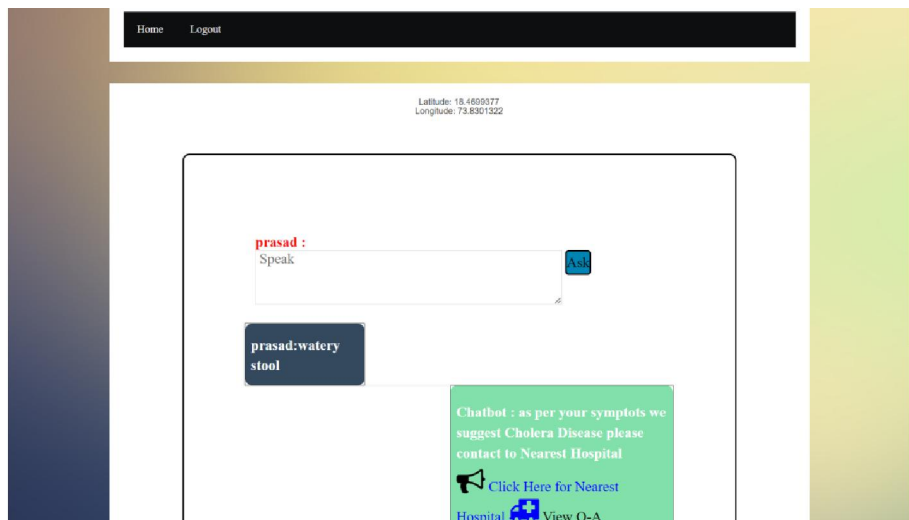 Home Logout
Latitude: 18.4699377
Longitude: 73.8301322
prasad :
Speak
Ask
prasad:watery
stool
Chatbot : as per your symptots we
suggest Cholera Disease please
contact to Nearest Hospital
Click Here for Nearest
Hospital View Q-A